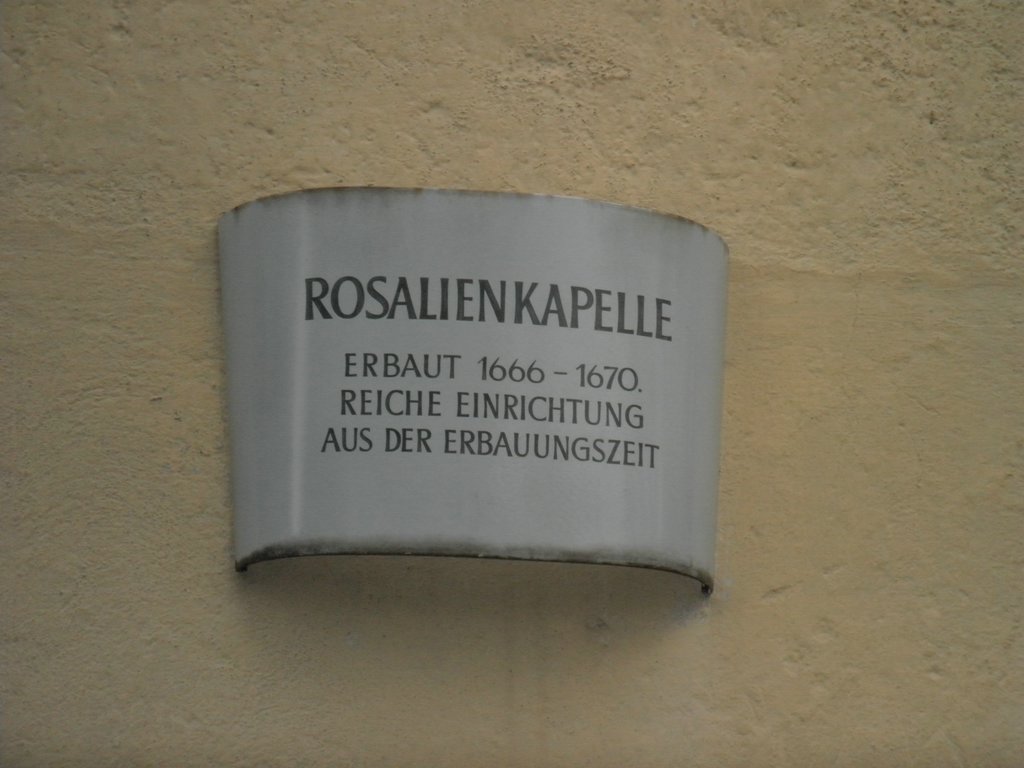 ROSALIENKAPELLE
ERBAUT 1666 – 1670.
REICHE EINRICHTUNG
AUS DER ERBAUUNGSZEIT